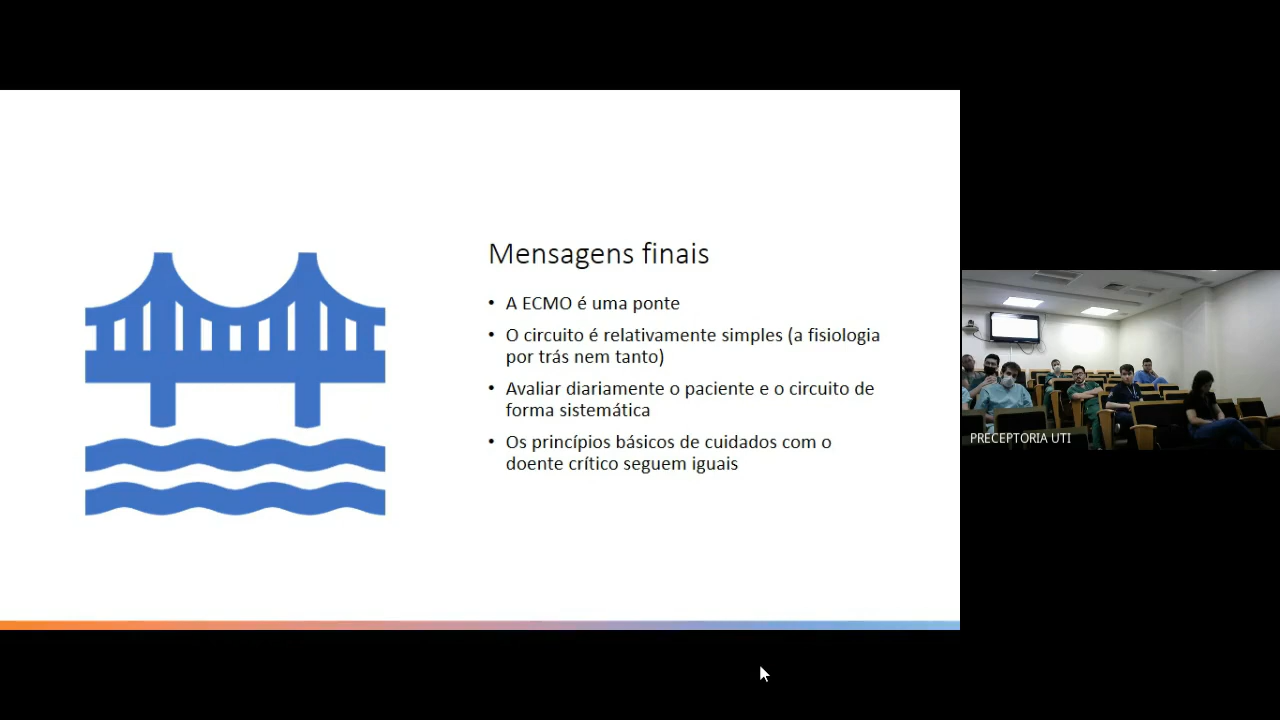 Mensagens finais
• A ECMO é uma ponte
• O circuito é relativamente simples (a fisiologia
por trás nem tanto)
• Avaliar diariamente o paciente e o circuito de
forma sistemática
• Os princípios básicos de cuidados com o
doente crítico seguem iguais
PRECEPTORIA UTI